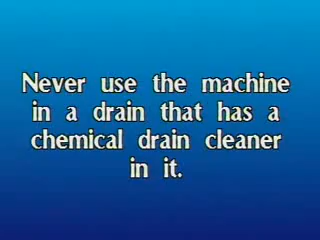 Never use the machine
in a drain that has a
chemical drain cleaner
in it.